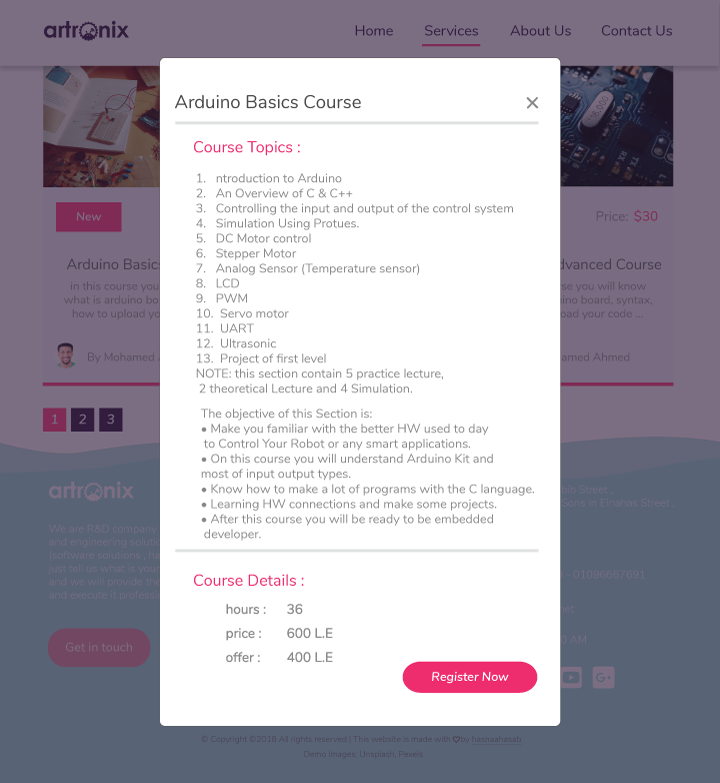 artronix
Home Services About Us Contact Us
Arduino Basics Course
Course Topics :
1. ntroduction to Arduino
2. An Overview of C & C++
3. Controlling the input and output of the control system
4. Simulation Using Protues.
5. DC Motor control
6. Stepper Motor
7. Analog Sensor (Temperature sensor)
8. LCD
9. PWM
10. Servo motor
11. UART
12. Ultrasonic
13. Project of first level
NOTE: this section contain 5 practice lecture,
2 theoretical Lecture and 4 Simulation.
The objective of this Section is:
• Make you familiar with the better HW used to day
to Control Your Robot or any smart applications.
• On this course you will understand Arduino Kit and
most of input output types.
• Know how to make a lot of programs with the C language.
• Learning HW connections and make some projects.
• After this course you will be ready to be embedded
developer.
Course Details :
hours : 36
price : 600 L.E
offer : 400 L.E
Register Now
New
Arduino Basic
in this course you
what is arduino bo
how to upload yo
By Mohamed
Price: $30
dvanced Course
se you will know
ino board, syntax,
oad your code ...
amed Ahmed
1 2 3
artronix
We are R&D company
and engineering solutio
(software solutions , ha
just tell us what is your
and we will provide the
and execute it professi
Get in touch
Sons in Elnahas Street ,
- 01096667691
net
0 AM
© Copyright ©2018 All rights reserved | This website is made with by hassaahasab
Demo images: Unsplash, Pexels